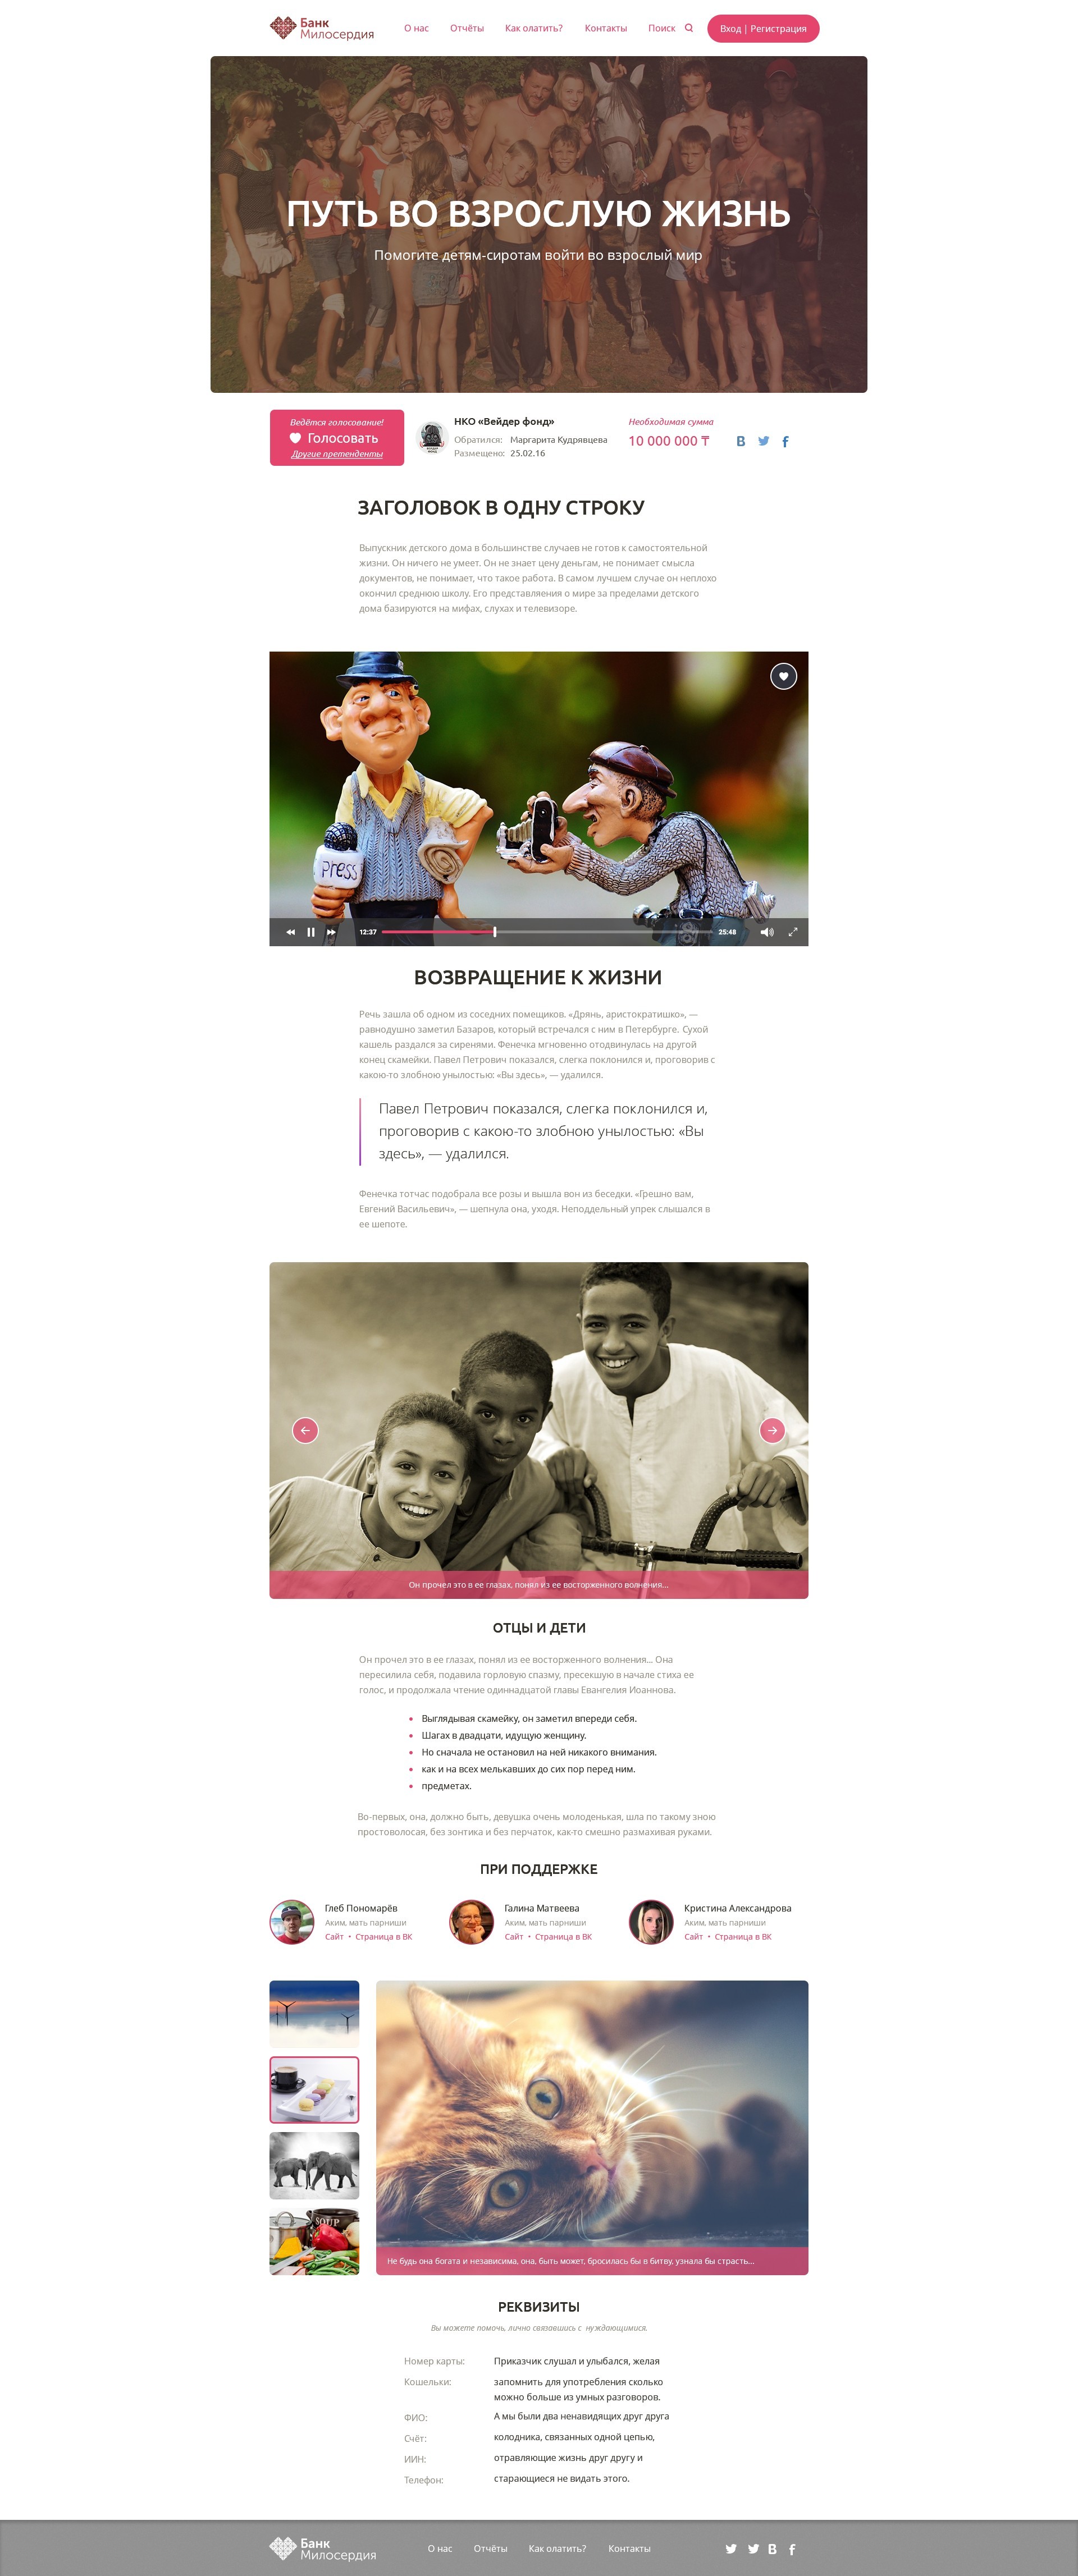 Банк
Милосердия
О нас
Отчёты
Как олатить?
Контакты
Поиск
Вход | Регистрация
ПУТЬ ВО ВЗРОСЛУЮ ЖИЗНЬ
Помогите детям-сиротам войти во взрослый мир
Ведётся голосование!
Голосовать
Другие претенденты
НКО «Вейдер фонд»
Обратился: Маргарита Кудрявцева
Размещено: 25.02.16
Необходимая сумма
10 000 000 ₸
ЗАГОЛОВОК В ОДНУ СТРОКУ
Выпускник детского дома в большинстве случаев не готов к самостоятельной
жизни. Он ничего не умеет. Он не знает цену деньгам, не понимает смысла
документов, не понимает, что такое работа. В самом лучшем случае он неплохо
окончил среднюю школу. Его представляения о мире за пределами детского
дома базируются на мифах, слухах и телевизоре.
press
12:37
25:48
ВОЗВРАЩЕНИЕ К ЖИЗНИ
Речь зашла об одном из соседних помещиков. «Дрянь, аристократишко», —
равнодушно заметил Базаров, который встречался с ним в Петербурге. Сухой
кашель раздался за сиренями. Фенечка мгновенно отодвинулась на другой
конец скамейки. Павел Петрович показался, слегка поклонился и, проговорив с
какою-то злобною унылостью: «Вы здесь», — удалился.
Павел Петрович показался, слегка поклонился и,
проговорив с какою-то злобною унылостью: «Вы
здесь», — удалился.
Фенечка тотчас подобрала все розы и вышла вон из беседки. «Грешно вам,
Евгений Васильевич», — шепнула она, уходя. Неподдельный упрек слышался в
ее шепоте.
Он прочел это в ее глазах, понял из ее восторженного волнения...
ОТЦЫ И ДЕТИ
Он прочел это в ее глазах, понял из ее восторженного волнения... Она
пересилила себя, подавила горловую спазму, пресекшую в начале стиха ее
голос, и продолжала чтение одиннадцатой главы Евангелия Иоаннова.
Выглядывая скамейку, он заметил впереди себя.
Шагах в двадцати, идущую женщину.
Но сначала не остановил на ней никакого внимания.
как и на всех мелькавших до сих пор перед ним.
предметах.
Во-первых, она, должно быть, девушка очень молоденькая, шла по такому зною
простоволосая, без зонтика и без перчаток, как-то смешно размахивая руками.
ПРИ ПОДДЕРЖКЕ
Глеб Пономарёв
Аким, мать парниши
Сайт • Страница в ВК
Галина Матвеева
Аким, мать парниши
Сайт • Страница в ВК
Кристина Александрова
Аким, мать парниши
Сайт • Страница в ВК
SOUP
Не будь она богата и независима, она, быть может, бросилась бы в битву, узнала бы страсть...
РЕКВИЗИТЫ
Вы можете помочь, лично связавшись с нуждающимися.
Номер карты: Приказчик слушал и улыбался, желая
Кошельки: запомнить для употребления сколько
можно больше из умных разговоров.
ФИО: А мы были два ненавидящих друг друга
Счёт: колодника, связанных одной цепью,
ИИН: отравляющие жизнь друг другу и
Телефон: старающиеся не видать этого.
Банк
Милосердия
О нас
Отчёты
Как олатить?
Контакты